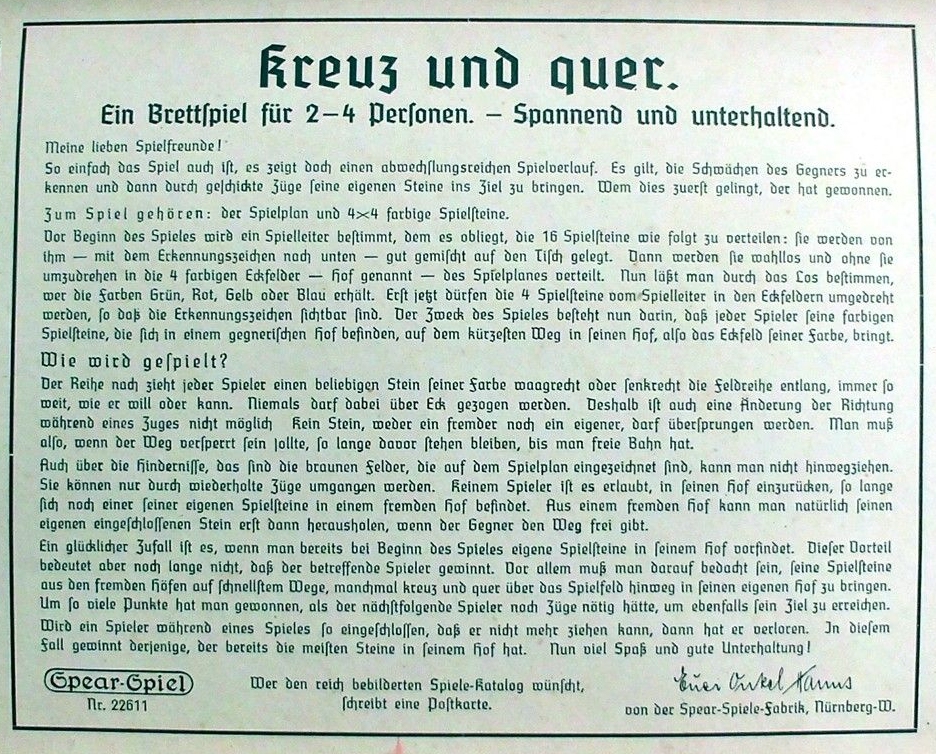 Kreuz und quer.
Ein Brettſpiel für 2–4 Perſonen. – Spannend und unterhaltend.
Meine lieben Spielfreunde!
So einfach das Spiel auch iſt, es zeigt doch einen abwechſlungsreichen Spielverlauf. Es gilt, die Schwächen des Gegners zu er-
kennen und dann durch geſchickte Züge ſeine eigenen Steine ins Ziel zu bringen. Wem dies zuerſt gelingt, der hat gewonnen.
Zum Spiel gehören: der Spielplan und 4×4 farbige Spielſteine.
Vor Beginn des Spieles wird ein Spielleiter beſtimmt, dem es obliegt, die 16 Spielſteine wie folgt zu verteilen: ſie werden von
ihm — mit dem Erkennungszeichen nach unten — gut gemiſcht auf den Tiſch gelegt. Dann werden ſie wahllos und ohne ſie
umzudrehen in die 4 farbigen Eckfelder — Hof genannt — des Spielplanes verteilt. Nun läßt man durch das Los beſtimmen,
wer die Farben Grün, Rot, Gelb oder Blau erhält. Erſt jetzt dürfen die 4 Spielſteine vom Spielleiter in den Eckfeldern umgedreht
werden, ſo daß die Erkennungszeichen ſichtbar ſind. Der Zweck des Spieles beſteht nun darin, daß jeder Spieler ſeine farbigen
Spielſteine, die ſich in einem gegneriſchen Hof befinden, auf dem kürzeſten Weg in ſeinen Hof, alſo das Eckfeld ſeiner Farbe, bringt.
Wie wird geſpielt?
Der Reihe nach zieht jeder Spieler einen beliebigen Stein ſeiner Farbe waagrecht oder ſenkrecht die Feldreihe entlang, immer ſo
weit, wie er will oder kann. Niemals darf dabei über Eck gezogen werden. Deshalb iſt auch eine Änderung der Richtung
während eines Zuges nicht möglich Kein Stein, weder ein fremder noch ein eigener, darf überſprungen werden. Man muß
alſo, wenn der Weg verſperrt ſein ſollte, ſo lange davor ſtehen bleiben, bis man freie Bahn hat.
Auch über die Hinderniſſe, das ſind die braunen Felder, die auf dem Spielplan eingezeichnet ſind, kann man nicht hinwegziehen.
Sie können nur durch wiederholte Züge umgangen werden. Keinem Spieler iſt es erlaubt, in ſeinen Hof einzurücken, ſo lange
ſich noch einer ſeiner eigenen Spielſteine in einem fremden Hof befindet. Aus einem fremden Hof kann man natürlich ſeinen
eigenen eingeſchloſſenen Stein erſt dann herausholen, wenn der Gegner den Weg frei gibt.
Ein glücklicher Zufall iſt es, wenn man bereits bei Beginn des Spieles eigene Spielſteine in ſeinem Hof vorfindet. Dieſer Vorteil
bedeutet aber noch lange nicht, daß der betreffende Spieler gewinnt. Vor allem muß man darauf bedacht ſein, ſeine Spielſteine
aus den fremden Höfen auf ſchnellſtem Wege, manchmal kreuz und quer über das Spielfeld hinweg in ſeinen eigenen Hof zu bringen.
Um ſo viele Punkte hat man gewonnen, als der nächſtfolgende Spieler noch Züge nötig hätte, um ebenfalls ſein Ziel zu erreichen.
Wird ein Spieler während eines Spieles ſo eingeſchloſſen, daß er nicht mehr ziehen kann, dann hat er verloren. In dieſem
Fall gewinnt derjenige, der bereits die meiſten Steine in ſeinem Hof hat. Nun viel Spaß und gute Unterhaltung!
Spear-Spiel
Nr. 22611
Wer den reich bebilderten Spiele-Katalog wünſcht,
ſchreibt eine Poſtkarte.
Euer Onkel Hanns
von der Spear-Spiele-Fabrik, Nürnberg-W.